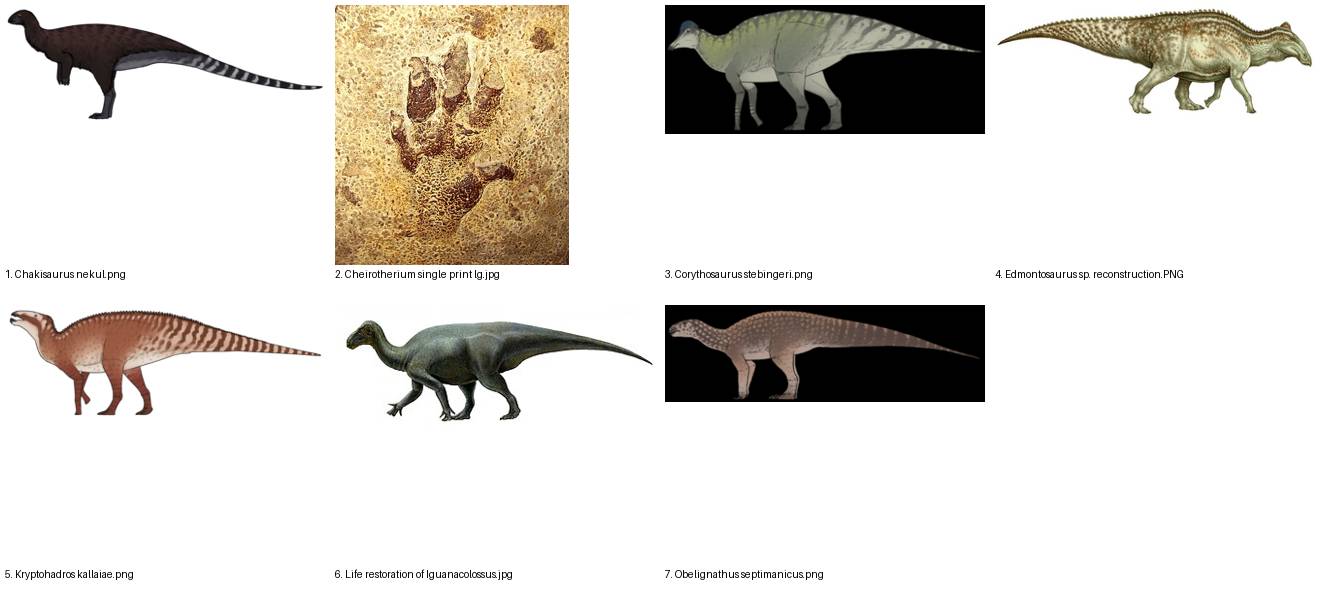 1. Chakisaurus nekul.png
2. Cheirotherium single print lg.jpg
3. Corythosaurus stebingeri.png
4. Edmontosaurus sp. reconstruction.PNG
5. Kryptohadros kallaiae.png
6. Life restoration of Iguanacolossus.jpg
7. Obelignathus septimanicus.png